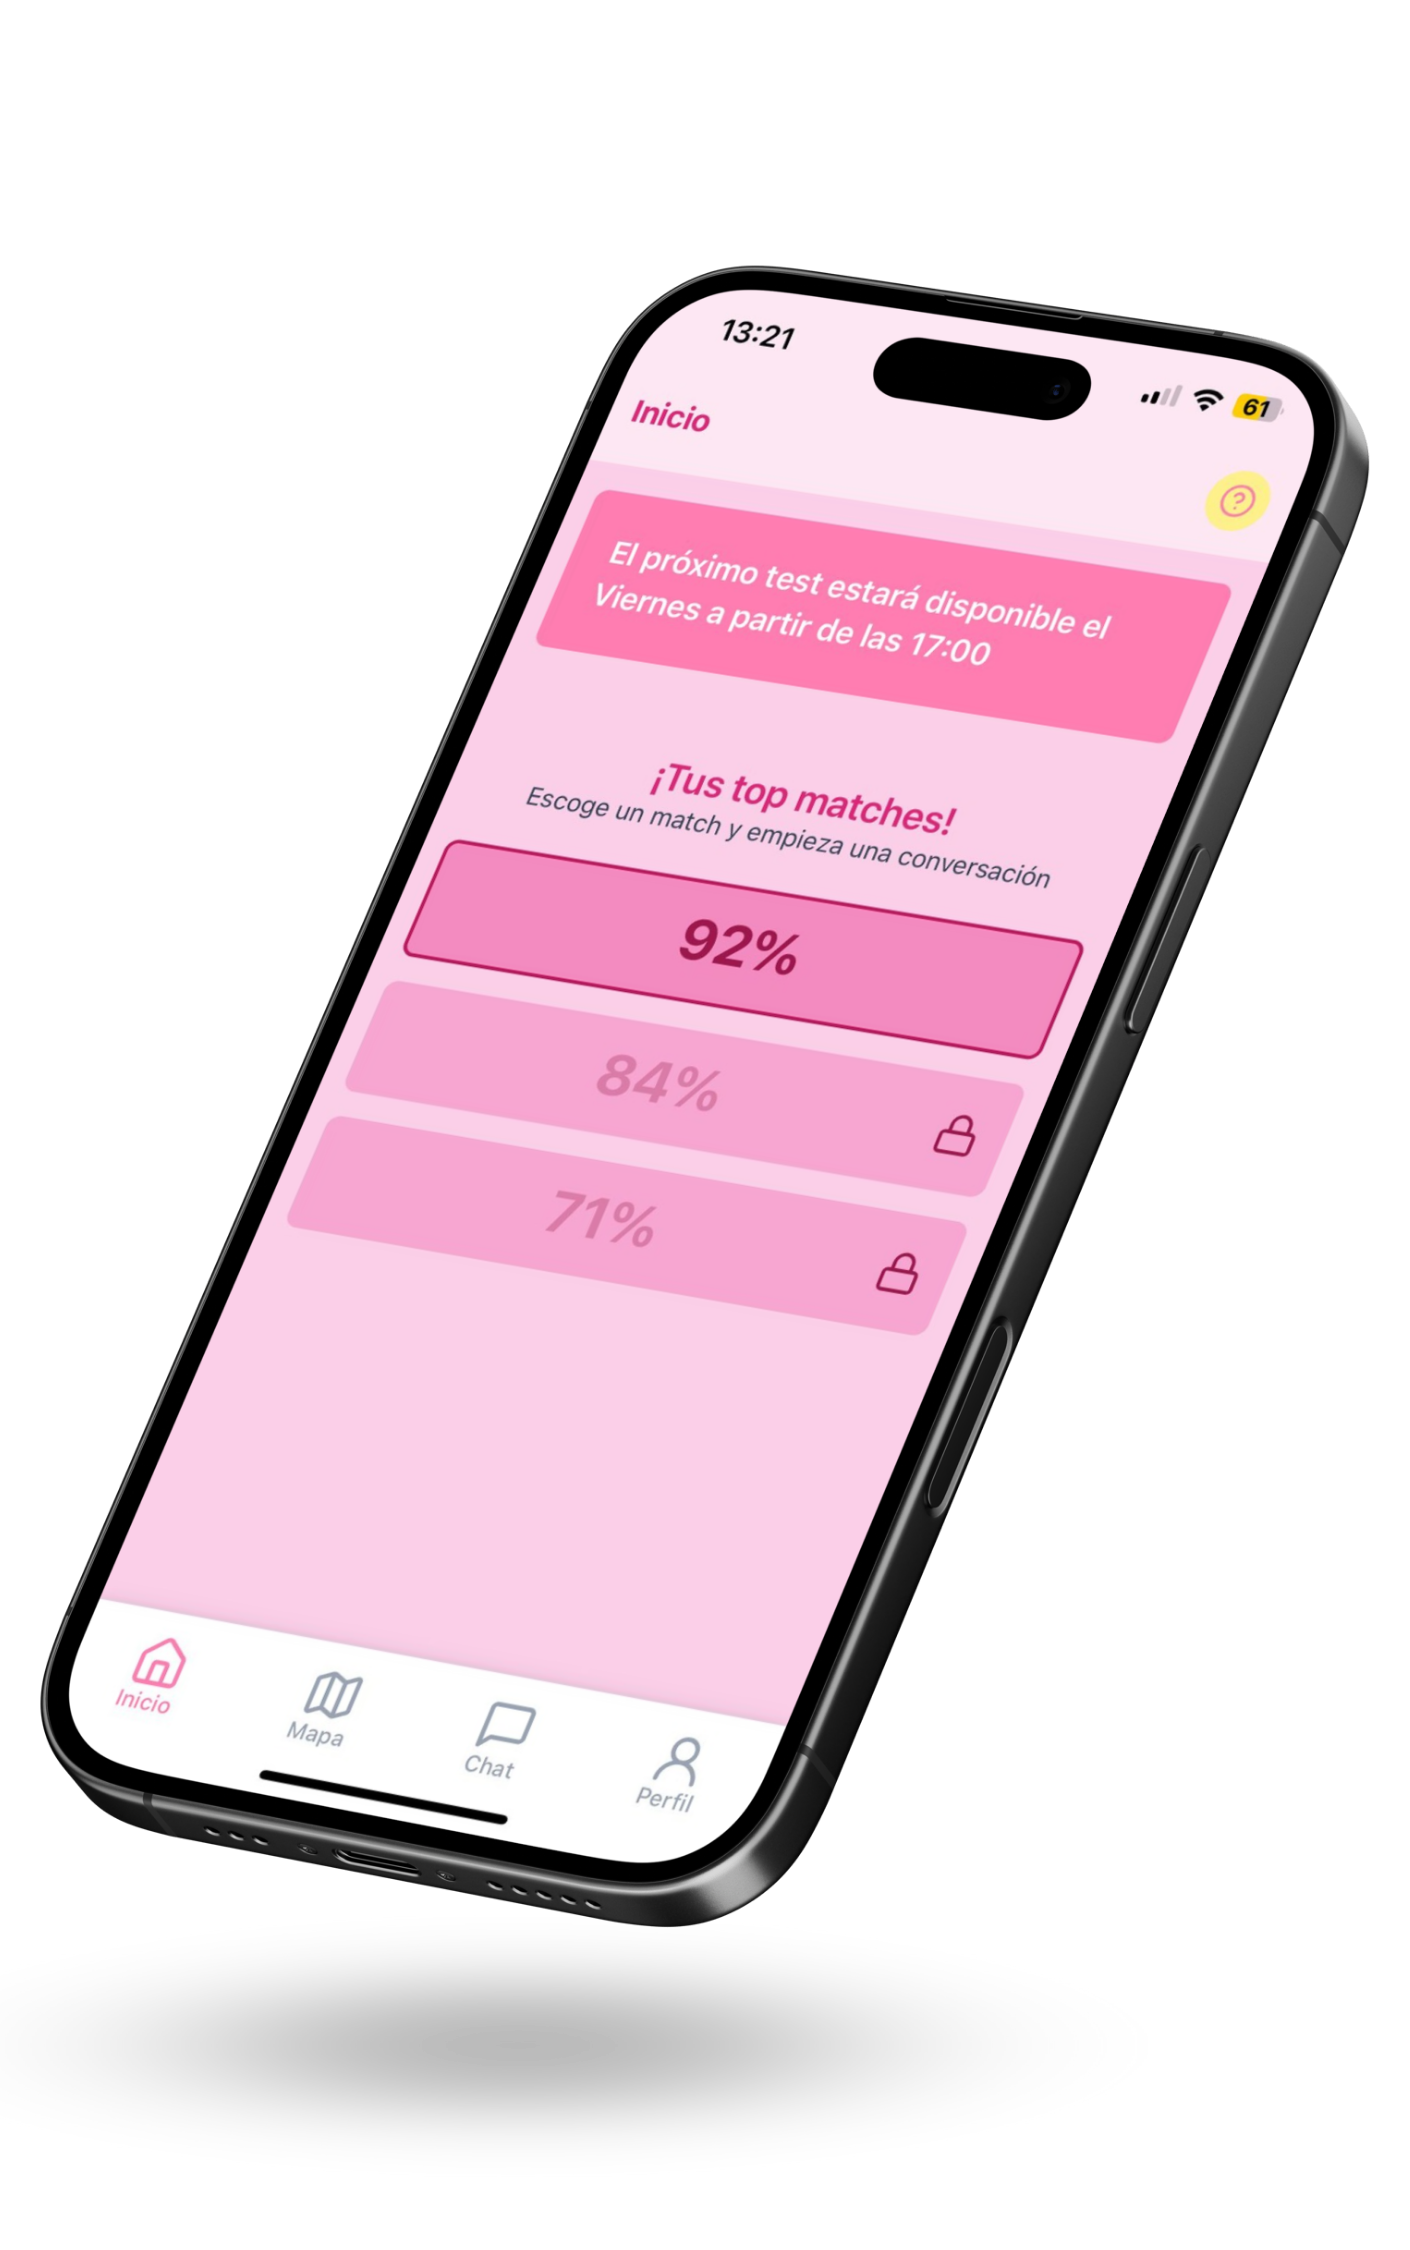 13:21
61
Inicio
El próximo test estará disponible el
Viernes a partir de las 17:00
¡Tus top matches!
Escoge un match y empieza una conversación
92%
84%
71%
Inicio
Mapa
Chat
Perfil